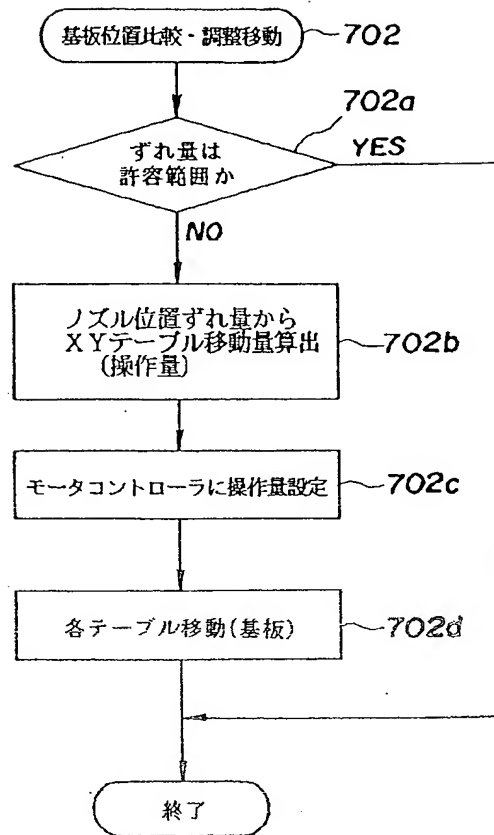 基板位置比較・調整移動
702
702a
ずれ量は
許容範囲か
YES
NO
ノズル位置ずれ量から
XYテーブル移動量算出
(操作量)
702b
モータコントローラに操作量設定
702c
各テーブル移動(基板)
702d
終了